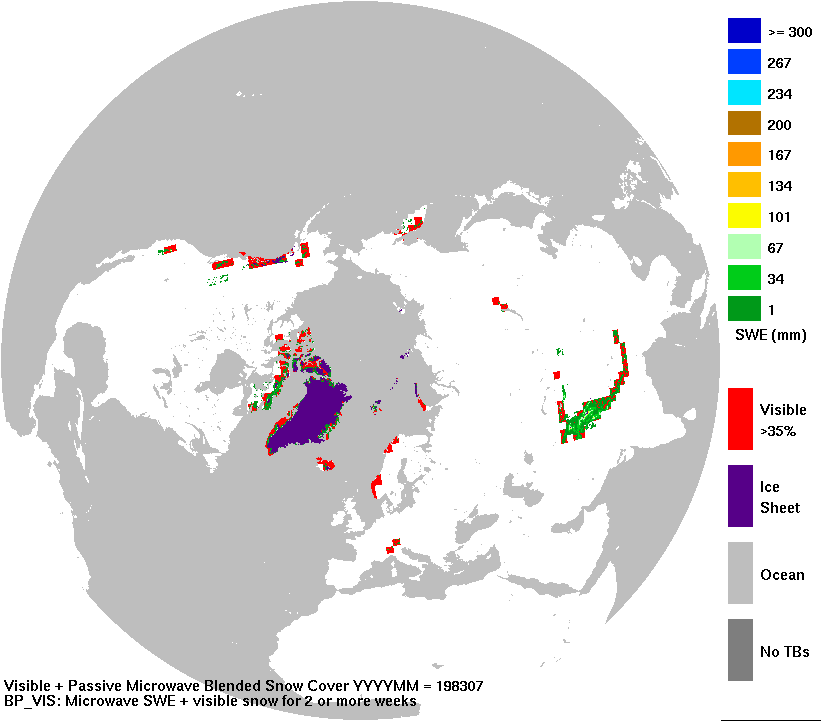 >= 300
267
234
200
167
134
101
67
34
1
SWE (mm)
Visible
>35%
Ice
Sheet
Ocean
No TBs
Visible + Passive Microwave Blended Snow Cover YYYYMM = 198307
BP_VIS: Microwave SWE + visible snow for 2 or more weeks